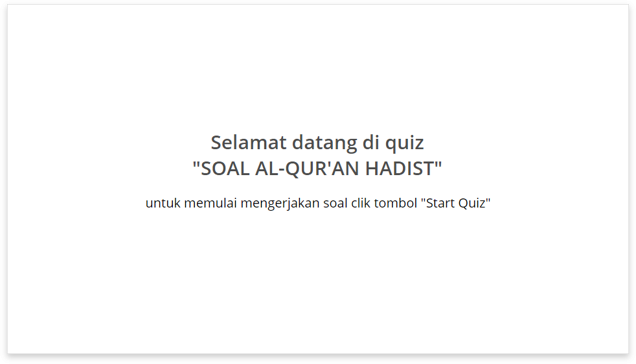 Selamat datang di quiz
"SOAL AL-QUR'AN HADIST"
untuk memulai mengerjakan soal clik tombol "Start Quiz"